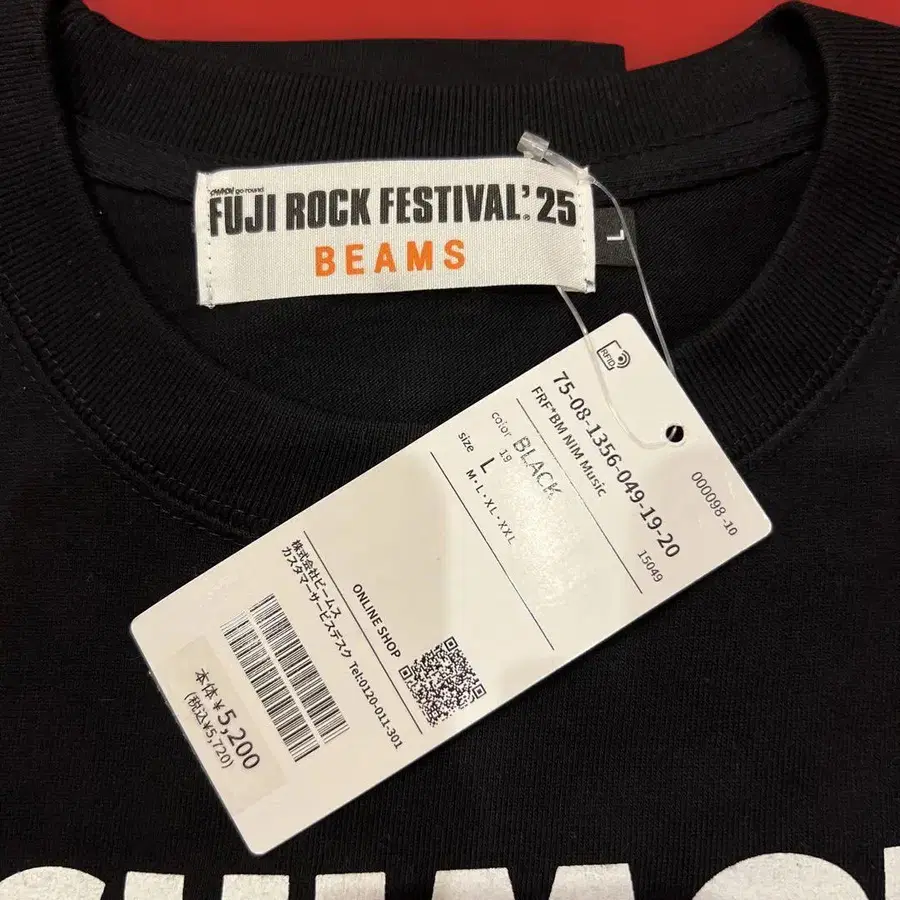 go round
FUJI ROCK FESTIVAL'®25
BEAMS
L
RFID
75-08-1356-049-19-20
FRF*BM NIM Music
15049
000098 -10
color BLACK
19
size L
M・L・XL・XXL
ONLINE SHOP
株式会社ビームス
カスタマーサービスデスク Tel:0120-011-301
本体¥5,200
(税込¥5,720)